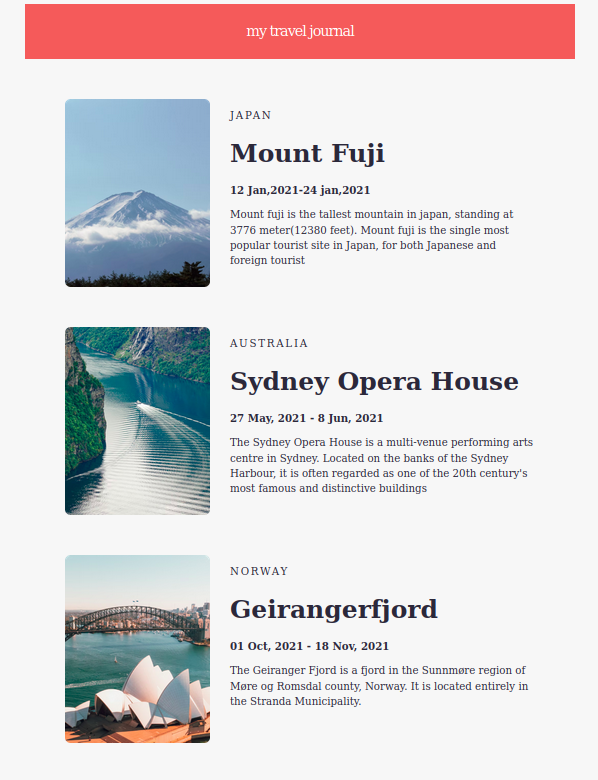 my travel journal
JAPAN
Mount Fuji
12 Jan,2021-24 jan,2021
Mount fuji is the tallest mountain in japan, standing at
3776 meter(12380 feet). Mount fuji is the single most
popular tourist site in Japan, for both Japanese and
foreign tourist
AUSTRALIA
Sydney Opera House
27 May, 2021 - 8 Jun, 2021
The Sydney Opera House is a multi-venue performing arts
centre in Sydney. Located on the banks of the Sydney
Harbour, it is often regarded as one of the 20th century's
most famous and distinctive buildings
NORWAY
Geirangerfjord
01 Oct, 2021 - 18 Nov, 2021
The Geiranger Fjord is a fjord in the Sunnmøre region of
Møre og Romsdal county, Norway. It is located entirely in
the Stranda Municipality.